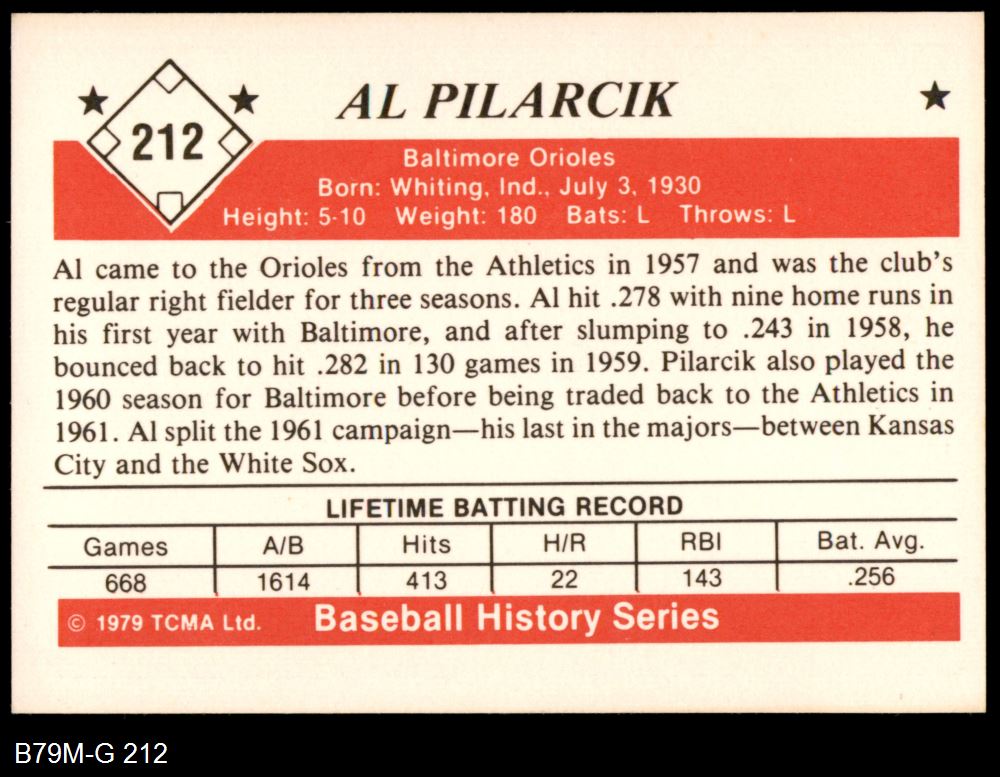 212
AL PILARCIK
Baltimore Orioles
Born: Whiting, Ind., July 3, 1930
Height: 5-10 Weight: 180 Bats: L Throws: L
Al came to the Orioles from the Athletics in 1957 and was the club's
regular right fielder for three seasons. Al hit .278 with nine home runs in
his first year with Baltimore, and after slumping to .243 in 1958, he
bounced back to hit .282 in 130 games in 1959. Pilarcik also played the
1960 season for Baltimore before being traded back to the Athletics in
1961. Al split the 1961 campaign—his last in the majors—between Kansas
City and the White Sox.
LIFETIME BATTING RECORD
Games A/B Hits H/R RBI Bat. Avg.
668 1614 413 22 143 .256
© 1979 TCMA Ltd. Baseball History Series
B79M-G 212